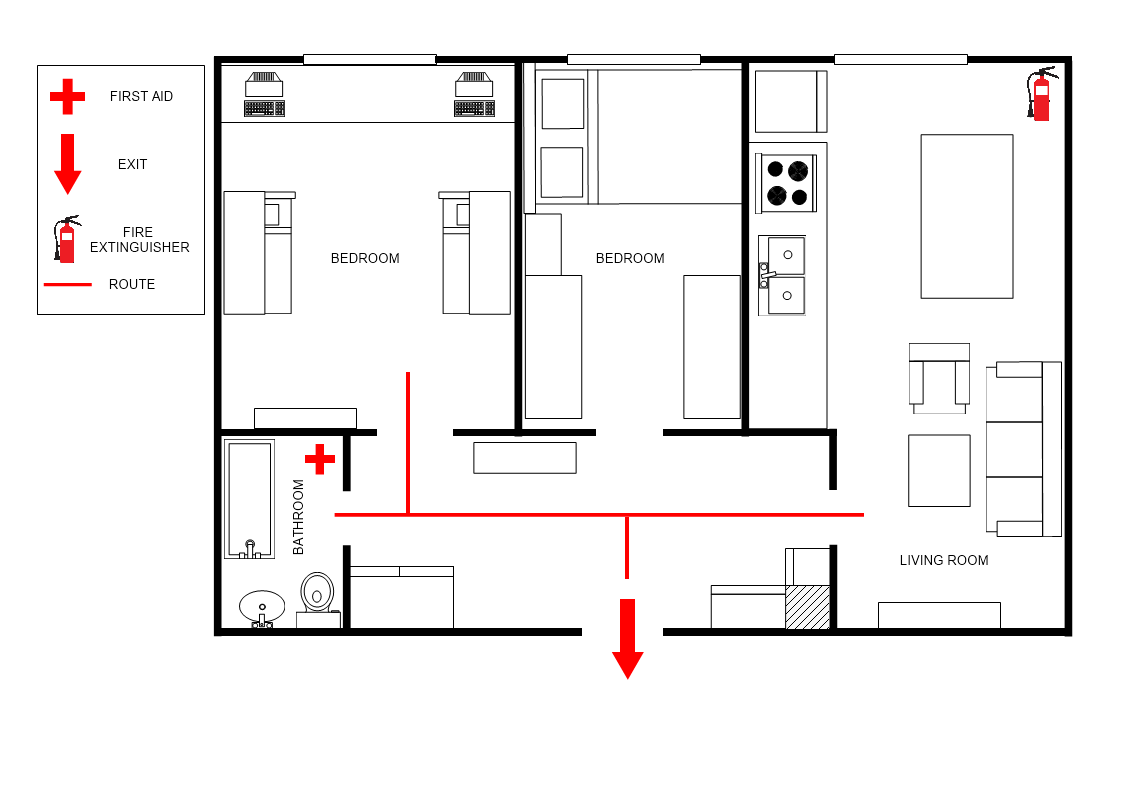 FIRST AID
EXIT
FIRE
EXTINGUISHER
ROUTE
BEDROOM
BEDROOM
BATHROOM
LIVING ROOM